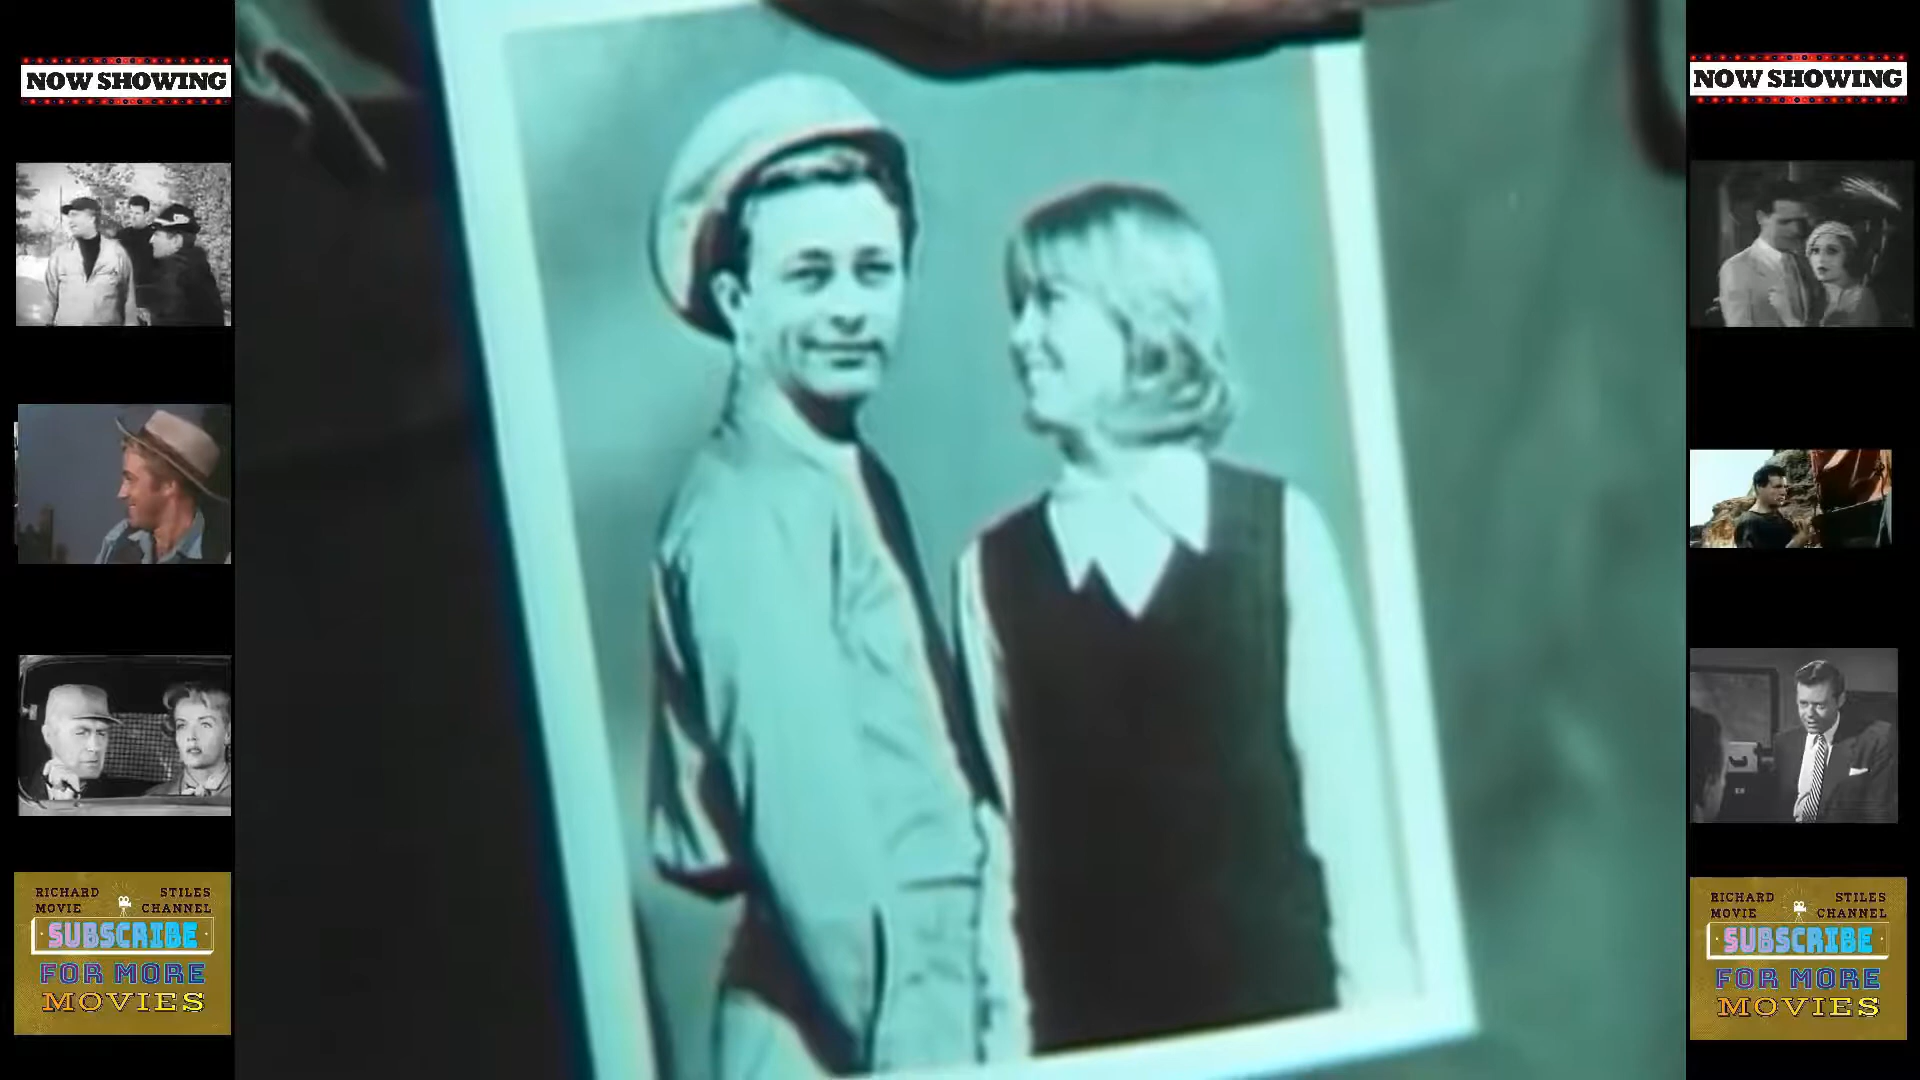 NOW SHOWING
RICHARD STILES
MOVIE CHANNEL
SUBSCRIBE
FOR MORE
MOVIES
NOW SHOWING
RICHARD STILES
MOVIE CHANNEL
SUBSCRIBE
FOR MORE
MOVIES